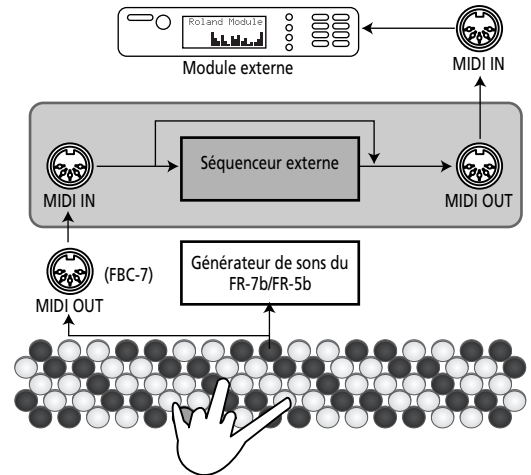 Roland Module
Module externe
MIDI IN
Séquenceur externe
MIDI IN
MIDI OUT
(FBC-7)
MIDI OUT
Générateur de sons du
FR-7b/FR-5b